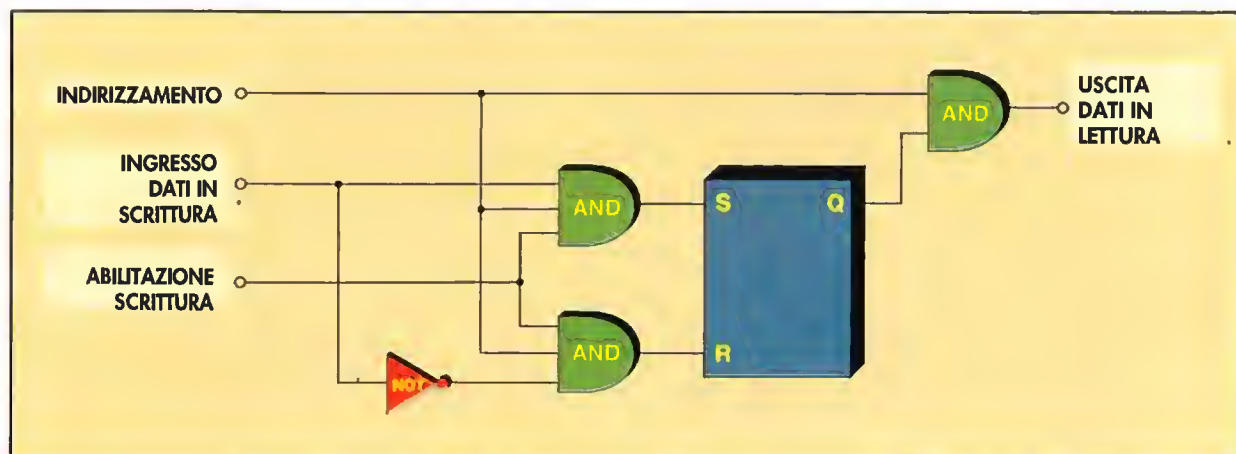 INDIRIZZAMENTO
INGRESSO
DATI IN
SCRITTURA
ABILITAZIONE
SCRITTURA
NOT
AND
AND
S
R
Q
AND
USCITA
DATI IN
LETTURA